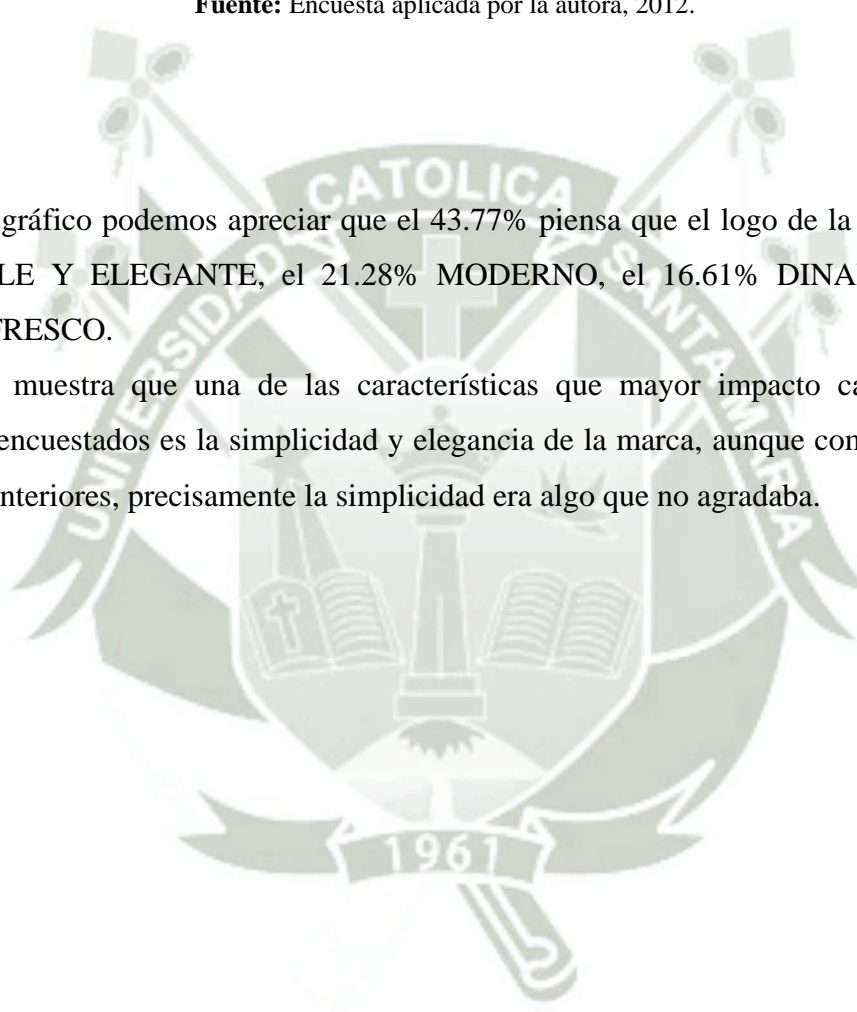 Fuente: Encuesta aplicada por la autora, 2012.
gráfico podemos apreciar que el 43.77% piensa que el logo de la
LE Y ELEGANTE, el 21.28% MODERNO, el 16.61% DINA
FRESCO.
muestra que una de las características que mayor impacto ca
encuestados es la simplicidad y elegancia de la marca, aunque con
nteriores, precisamente la simplicidad era algo que no agradaba.
UNIVERSIDAD CATOLICA SANTA MARIA
1961